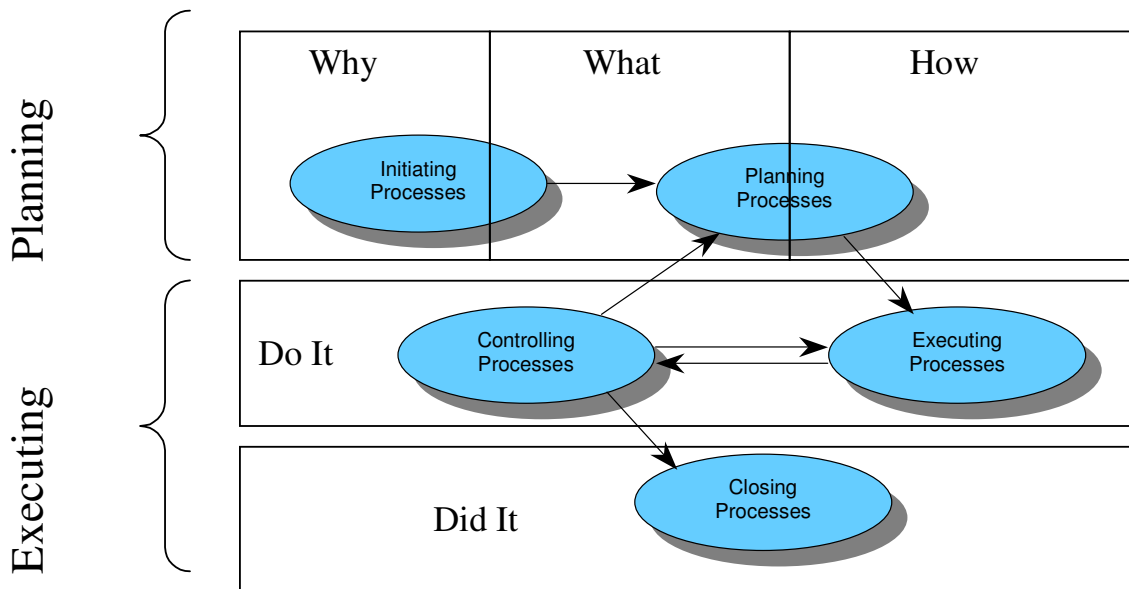 Planning
Why
What
How
Initiating
Processes
Planning
Processes
Executing
Do It
Controlling
Processes
Executing
Processes
Did It
Closing
Processes